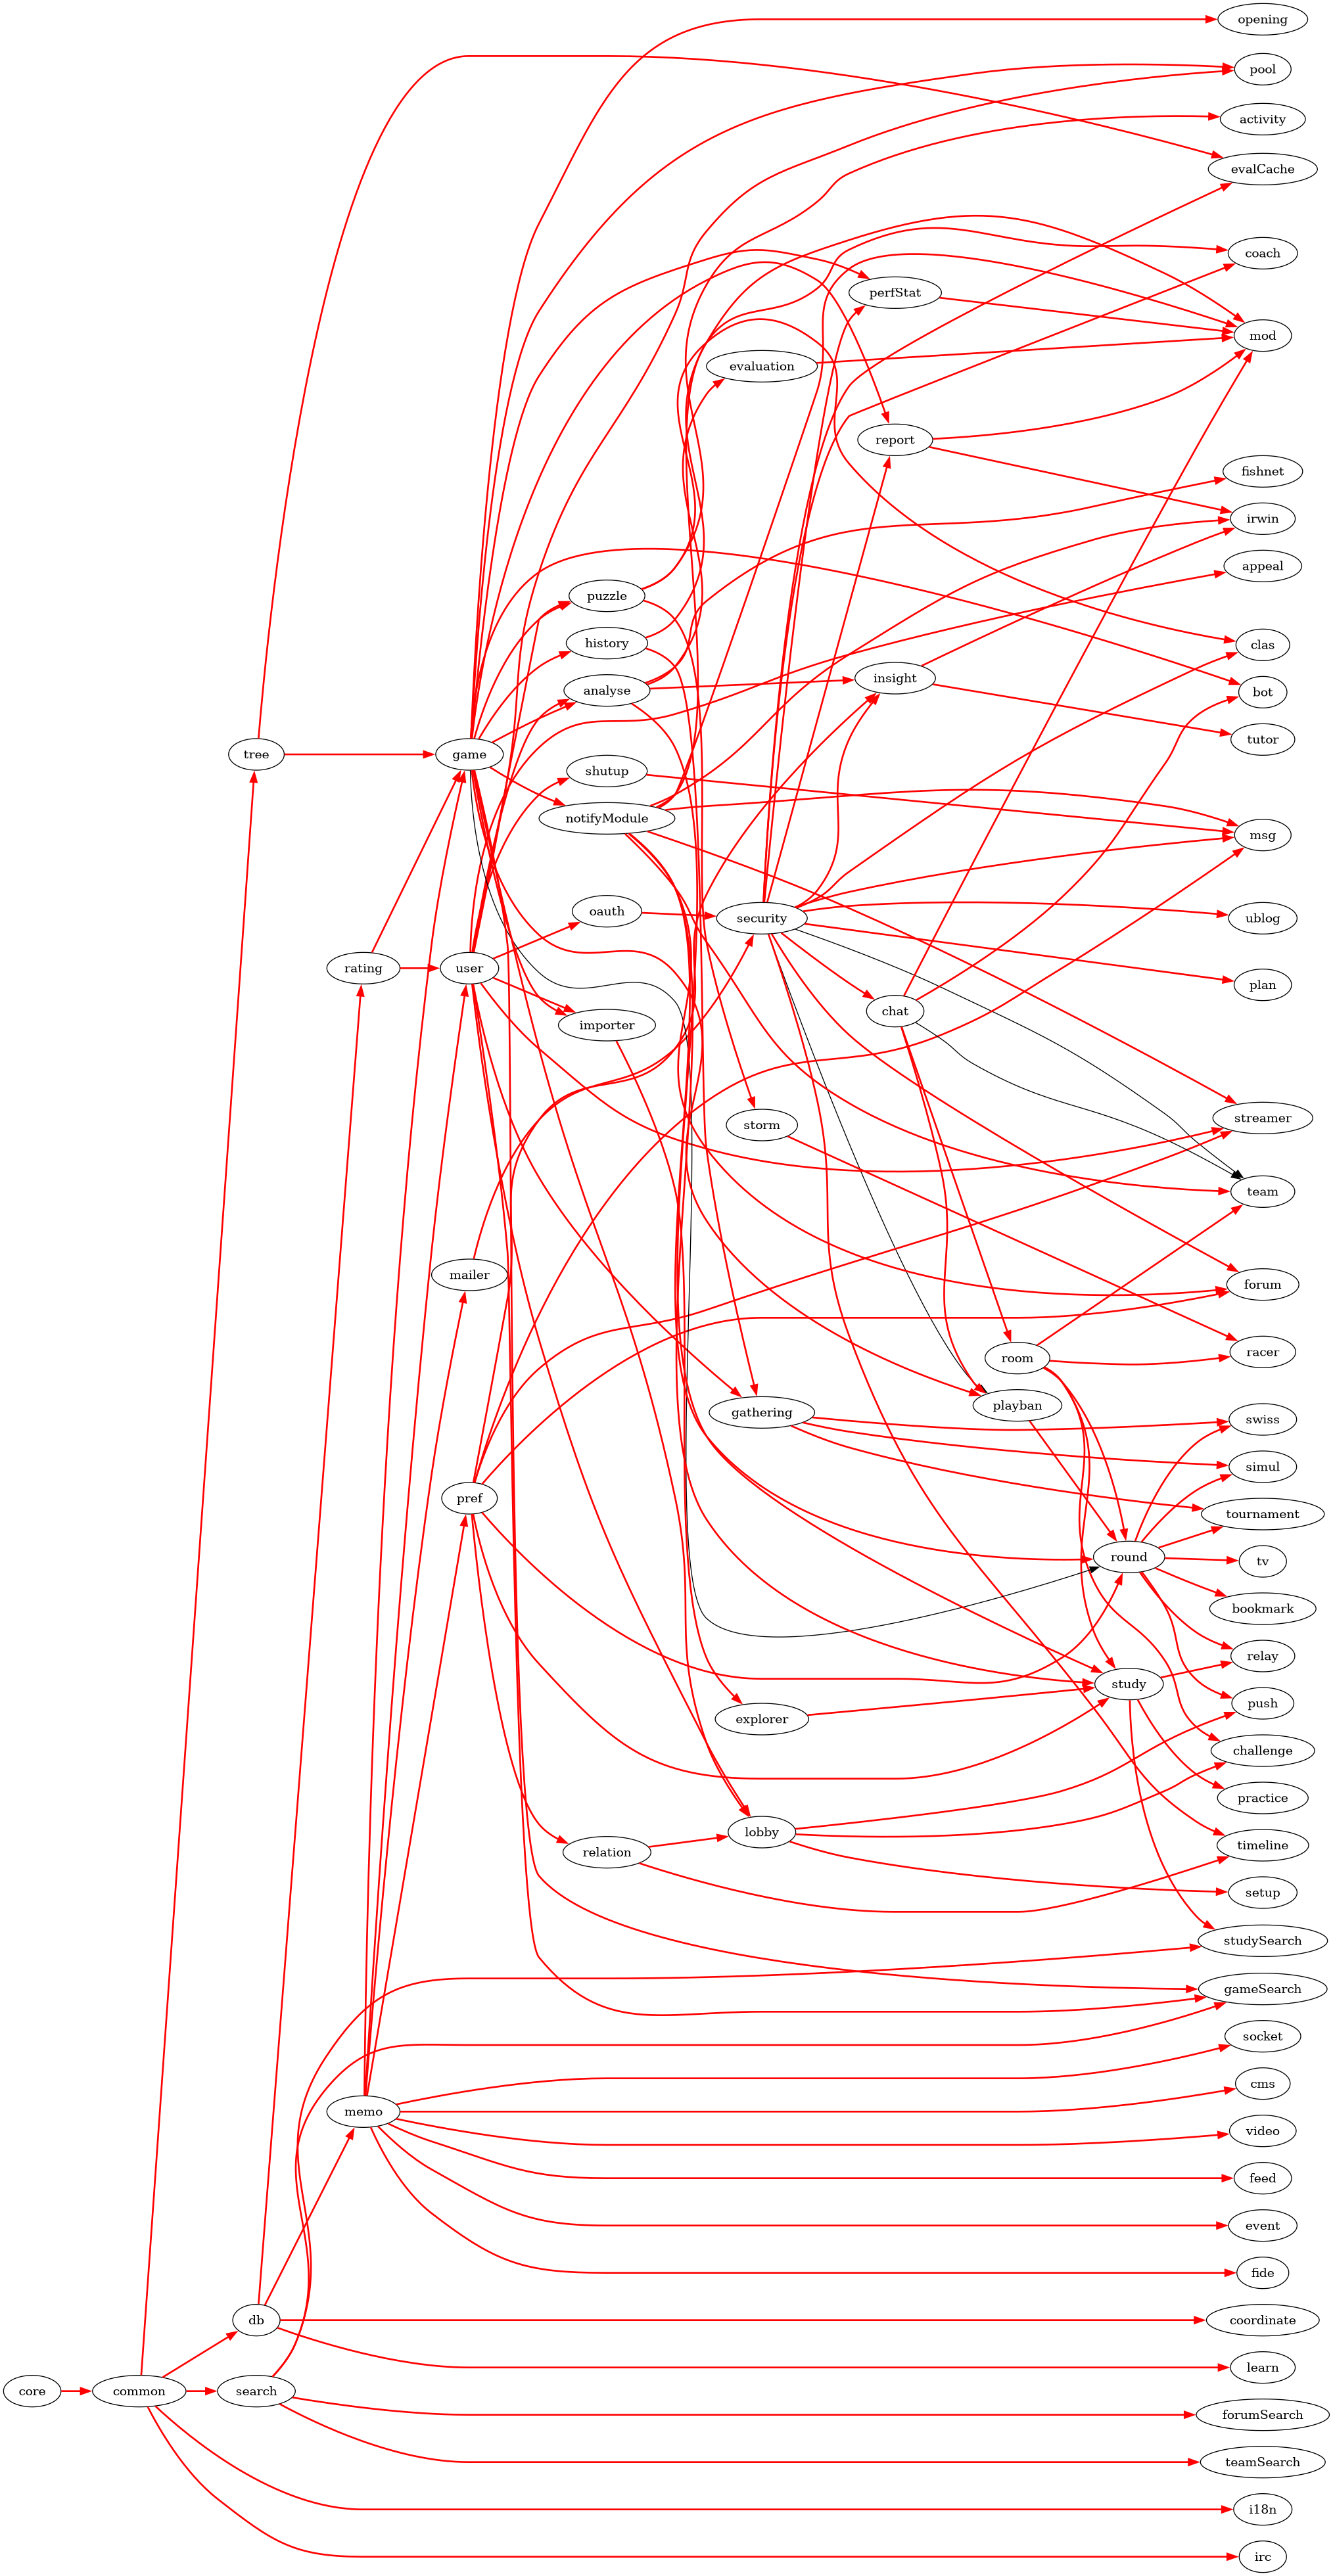 opening
pool
activity
evalCache
coach
perfStat
mod
evaluation
report
fishnet
irwin
appeal
puzzle
history
clas
insight
analyse
bot
tutor
tree
game
shutup
notifyModule
msg
oauth
security
ublog
rating
user
plan
chat
importer
storm
streamer
team
mailer
forum
racer
room
playban
gathering
swiss
simul
pref
tournament
round
tv
bookmark
relay
study
push
explorer
challenge
practice
lobby
timeline
relation
setup
studySearch
gameSearch
socket
cms
memo
video
feed
event
fide
db
coordinate
learn
core
common
search
forumSearch
teamSearch
i18n
irc